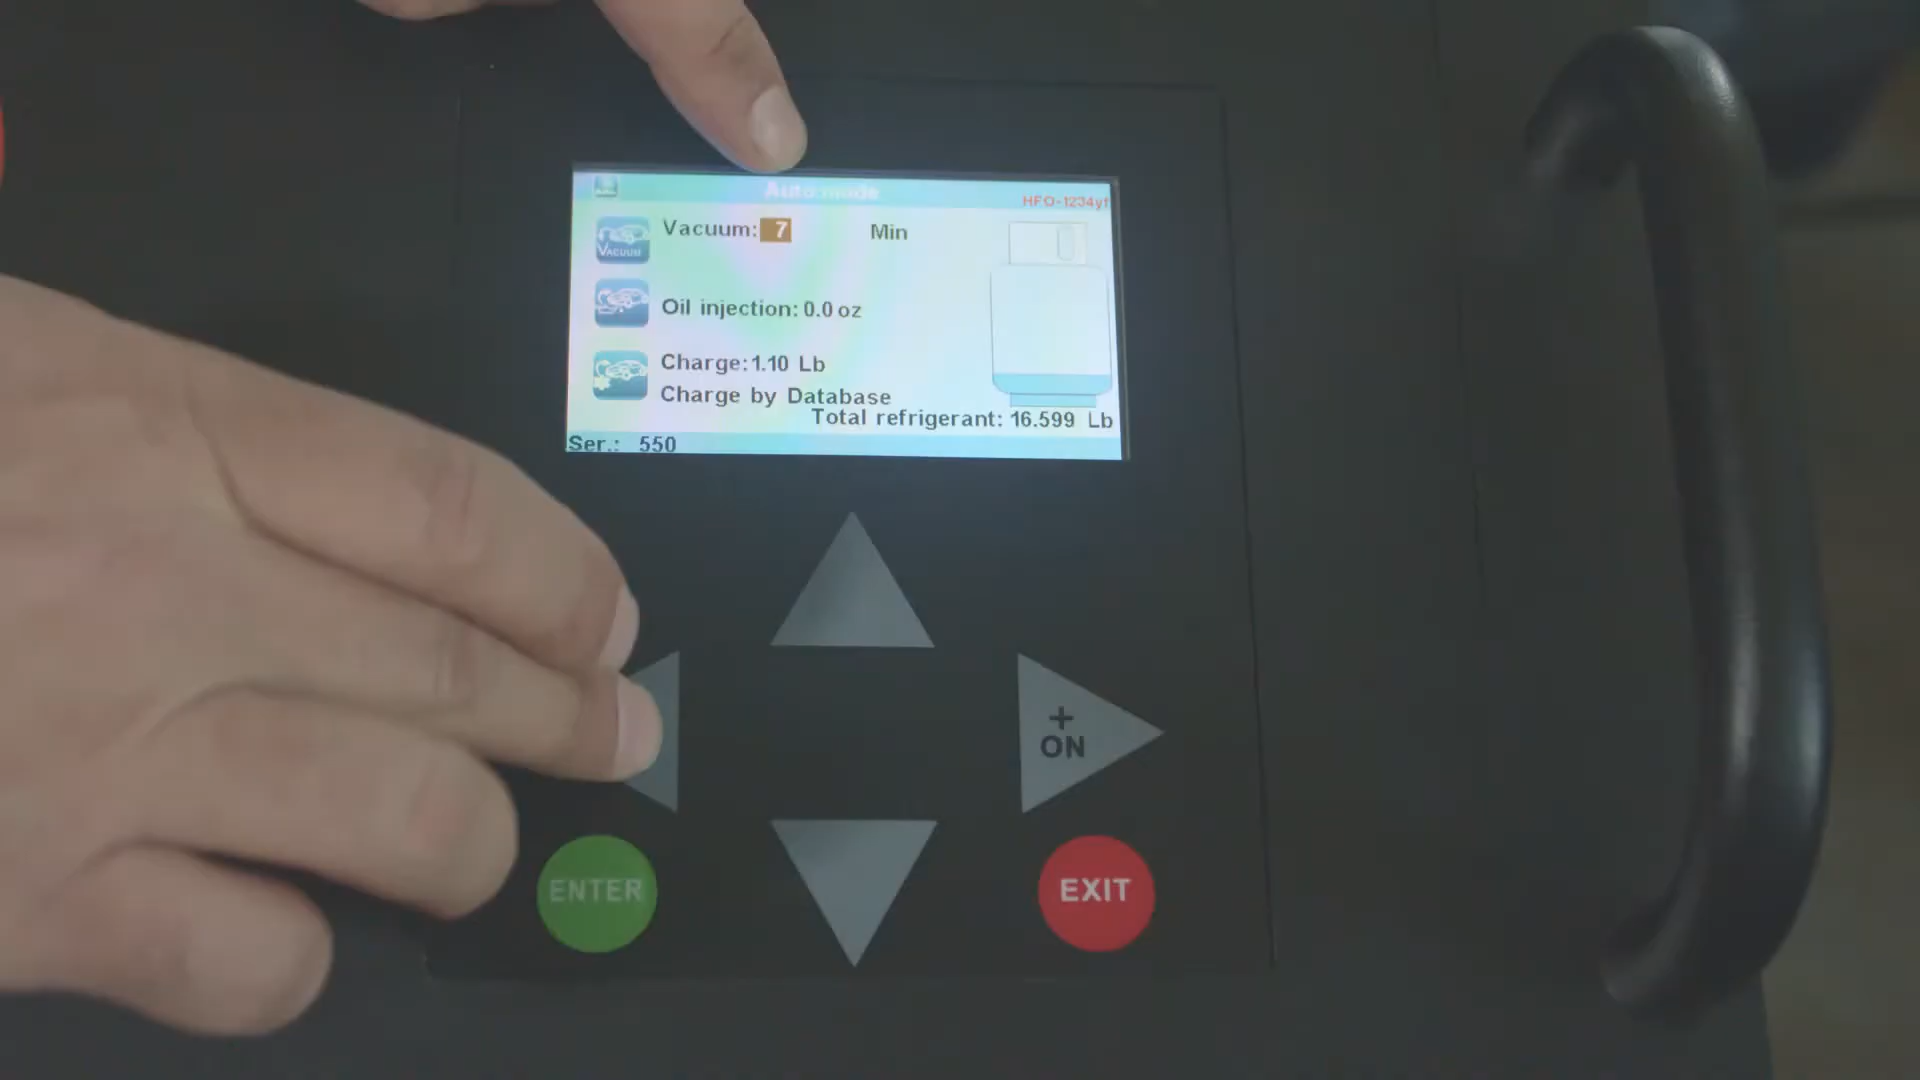 Auto mode
HFO-1234yf
Vacuum: 7 Min
VACUUM
Oil injection: 0.0 oz
Charge: 1.10 Lb
Charge by Database
Total refrigerant: 16.599 Lb
Ser.: 550
+
ON
ENTER
EXIT